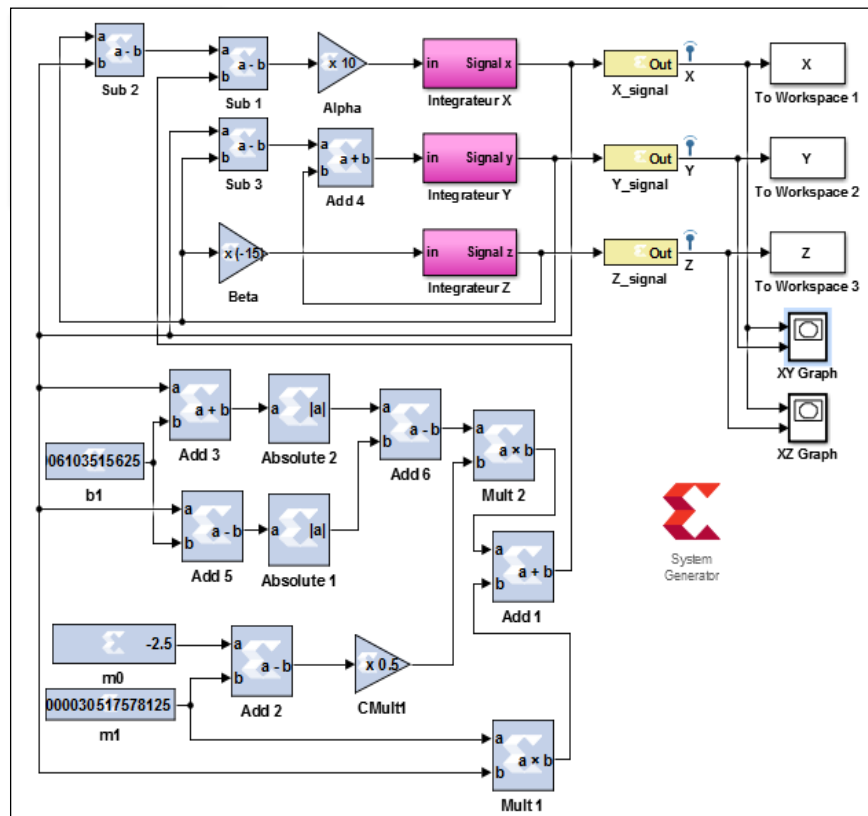 a
b
a - b
Sub 2
a
b
a - b
Sub 1
x 10
Alpha
in Signal x
Integrateur X
Out
X_signal
X
X
To Workspace 1
a
b
a - b
Sub 3
a
b
a + b
Add 4
in Signal y
Integrateur Y
Out
Y_signal
Y
Y
To Workspace 2
x (-15)
Beta
in Signal z
Integrateur Z
Out
Z_signal
Z
Z
To Workspace 3
XY Graph
XZ Graph
a
b
a + b
Add 3
a |a|
Absolute 2
a
b
a - b
Add 6
a
b
a × b
Mult 2
006103515625
b1
a
b
a - b
Add 5
a |a|
Absolute 1
a
b
a + b
Add 1
System
Generator
-2.5
m0
a
b
a - b
Add 2
x 0.5
CMult1
000030517578125
m1
a
b
a × b
Mult 1